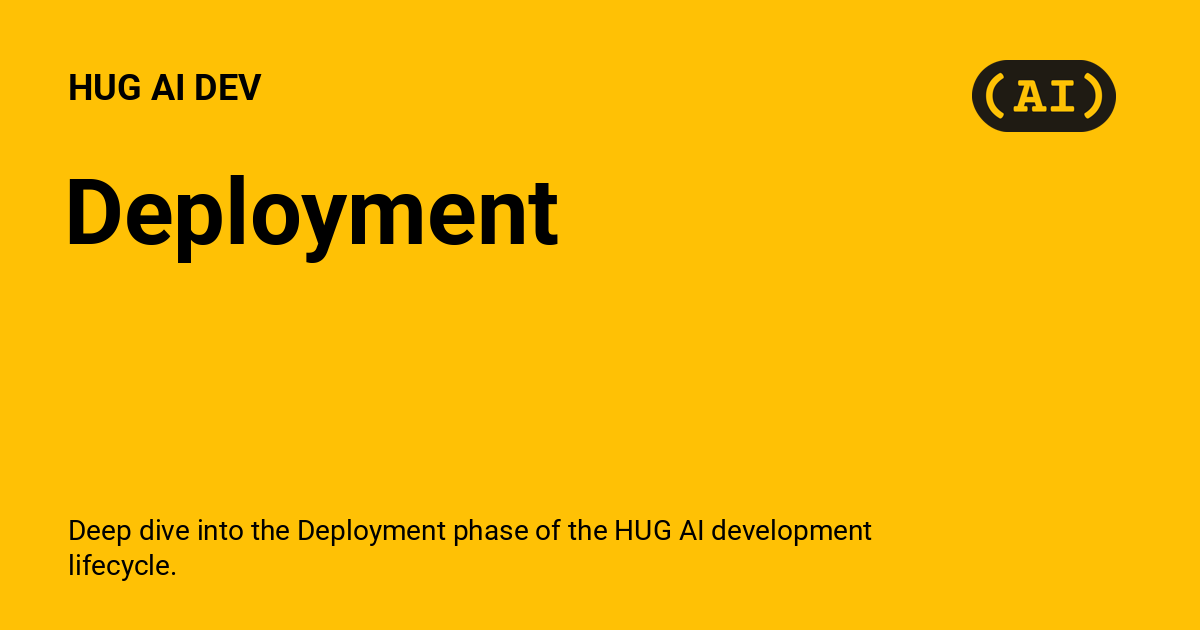 HUG AI DEV
(AI)
Deployment
Deep dive into the Deployment phase of the HUG AI development
lifecycle.